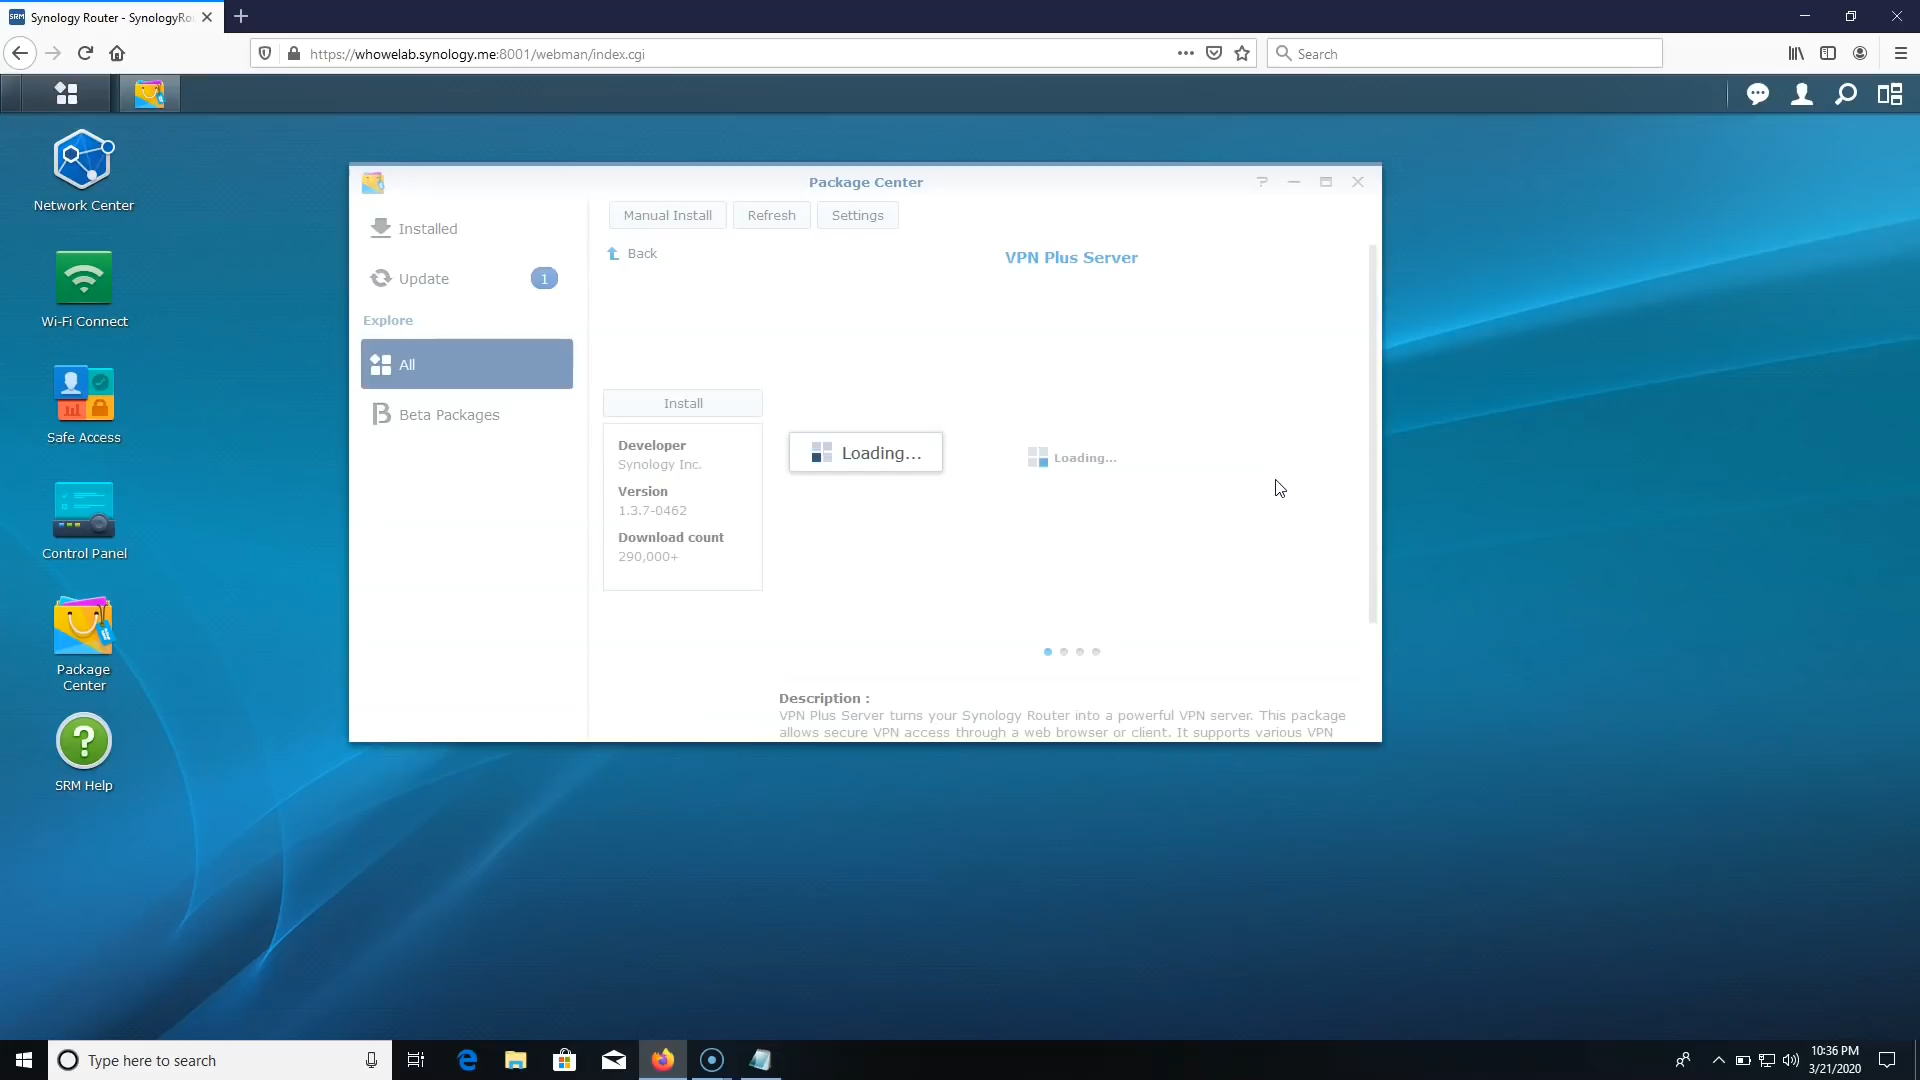 SRM Synology Router - SynologyRo
https://whowelab.synology.me:8001/webman/index.cgi
Search
Network Center
Wi-Fi Connect
Safe Access
Control Panel
Package
Center
SRM Help
Package Center
Installed
Update 1
Explore
All
Beta Packages
Manual Install Refresh Settings
Back
VPN Plus Server
Install
Developer
Synology Inc.
Version
1.3.7-0462
Download count
290,000+
Loading...
Loading...
Description :
VPN Plus Server turns your Synology Router into a powerful VPN server. This package
allows secure VPN access through a web browser or client. It supports various VPN
Type here to search
10:36 PM
3/21/2020